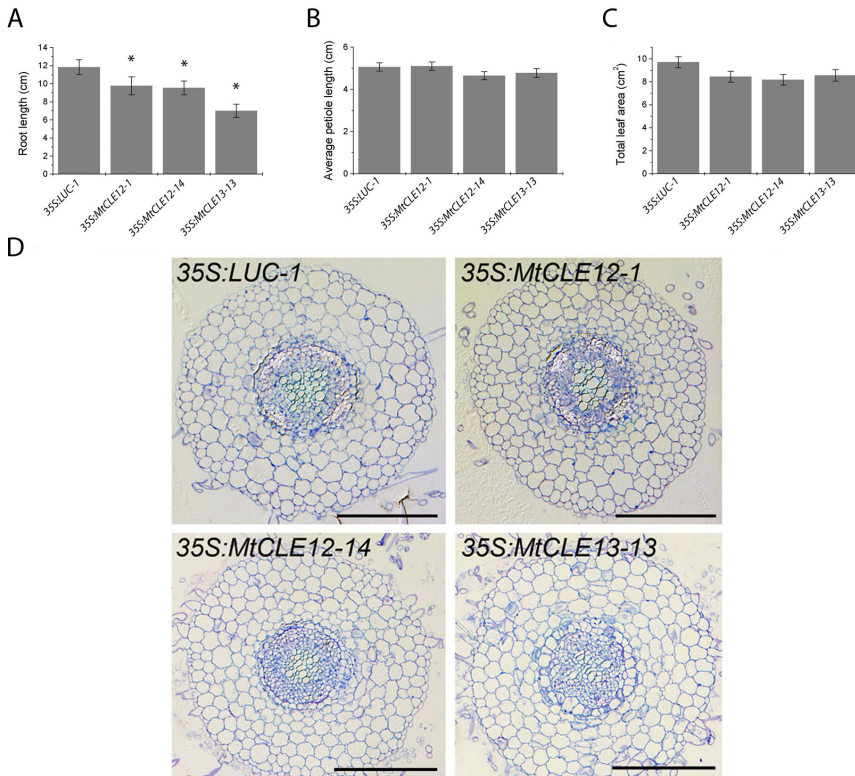 A
Root length (cm)
14
12
10
8
6
4
2
0
*
*
*
35S:LUC-1
35S:MtCLE12-1
35S:MtCLE12-14
35S:MtCLE13-13
B
Average petiole length (cm)
6
4
2
0
35S:LUC-1
35S:MtCLE12-1
35S:MtCLE12-14
35S:MtCLE13-13
C
Total leaf area (cm²)
10
8
6
4
2
0
35S:LUC-1
35S:MtCLE12-1
35S:MtCLE12-14
35S:MtCLE13-13
D
35S:LUC-1
35S:MtCLE12-1
35S:MtCLE12-14
35S:MtCLE13-13